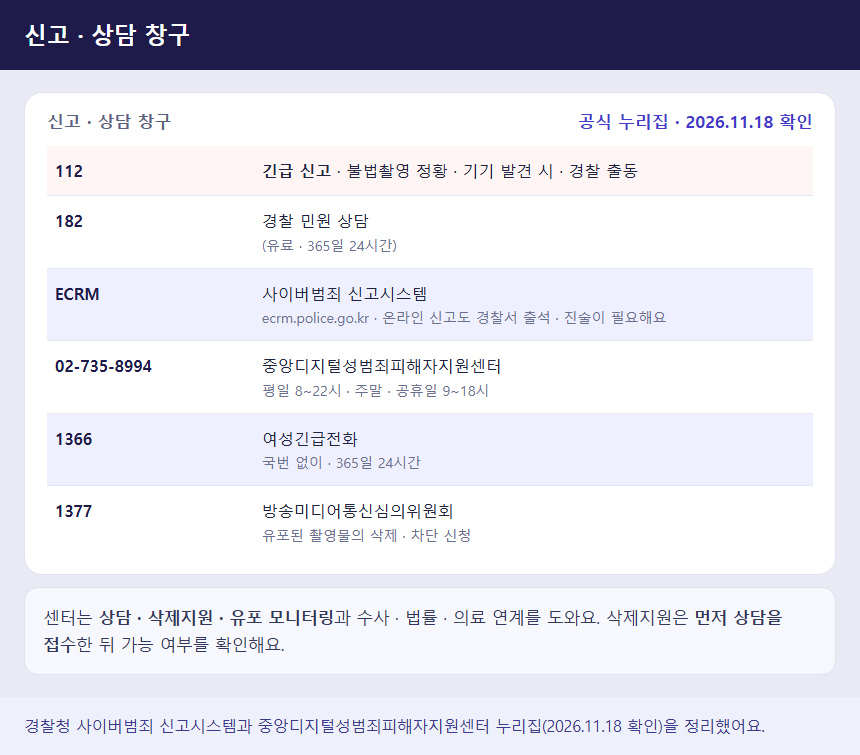 신고 · 상담 창구
신고 · 상담 창구
공식 누리집 · 2026.11.18 확인
112
긴급 신고 · 불법촬영 정황 · 기기 발견 시 · 경찰 출동
182
경찰 민원 상담
(유료 · 365일 24시간)
ECRM
사이버범죄 신고시스템
ecrm.police.go.kr · 온라인 신고도 경찰서 출석 · 진술이 필요해요
02-735-8994
중앙디지털성범죄피해자지원센터
평일 8~22시 · 주말 · 공휴일 9~18시
1366
여성긴급전화
국번 없이 · 365일 24시간
1377
방송미디어통신심의위원회
유포된 촬영물의 삭제 · 차단 신청
센터는 상담 · 삭제지원 · 유포 모니터링과 수사 · 법률 · 의료 연계를 도와요. 삭제지원은 먼저 상담을
접수한 뒤 가능 여부를 확인해요.
경찰청 사이버범죄 신고시스템과 중앙디지털성범죄피해자지원센터 누리집(2026.11.18 확인)을 정리했어요.